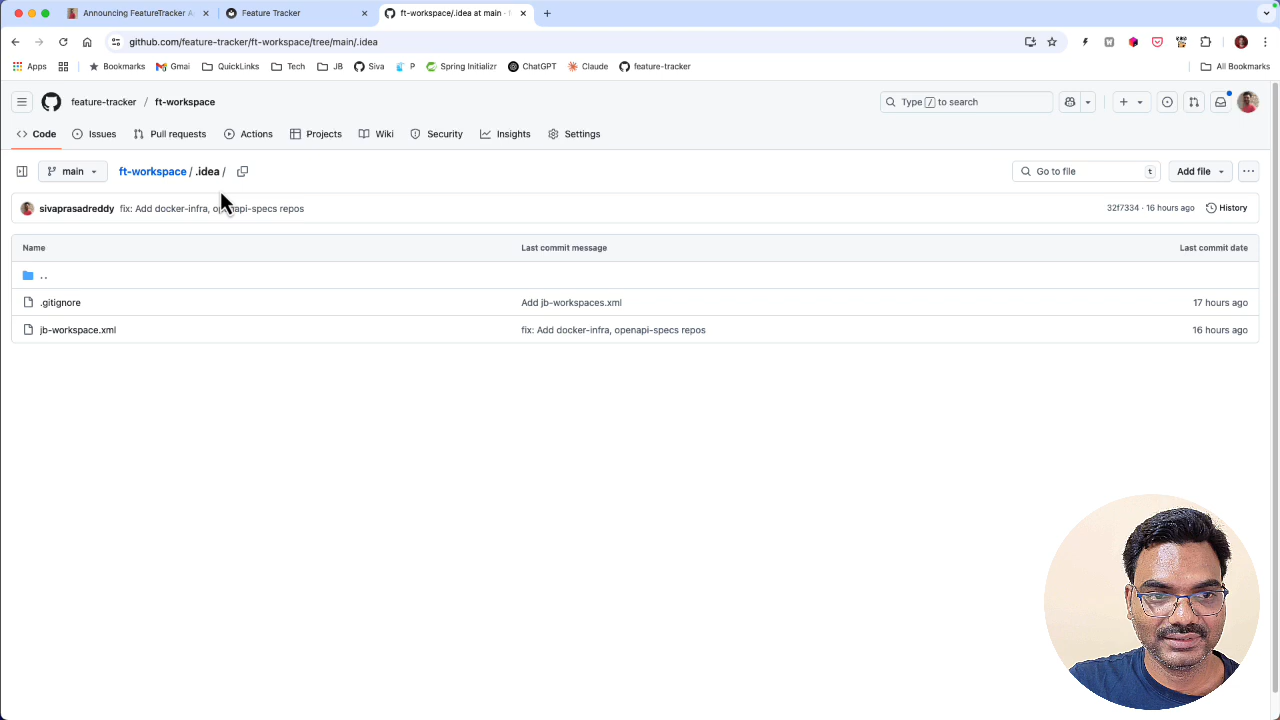 Announcing FeatureTracker A
Feature Tracker
ft-workspace/.idea at main · f
github.com/feature-tracker/ft-workspace/tree/main/.idea
Apps
Bookmarks
Gmai
QuickLinks
Tech
JB
Siva
P
Spring Initializr
ChatGPT
Claude
feature-tracker
All Bookmarks
feature-tracker / ft-workspace
Type / to search
Code
Issues
Pull requests
Actions
Projects
Wiki
Security
Insights
Settings
main
ft-workspace / .idea /
Go to file
t
Add file
sivaprasadreddy fix: Add docker-infra, openapi-specs repos
32f7334 · 16 hours ago
History
Name
Last commit message
Last commit date
..
.gitignore
Add jb-workspaces.xml
17 hours ago
jb-workspace.xml
fix: Add docker-infra, openapi-specs repos
16 hours ago